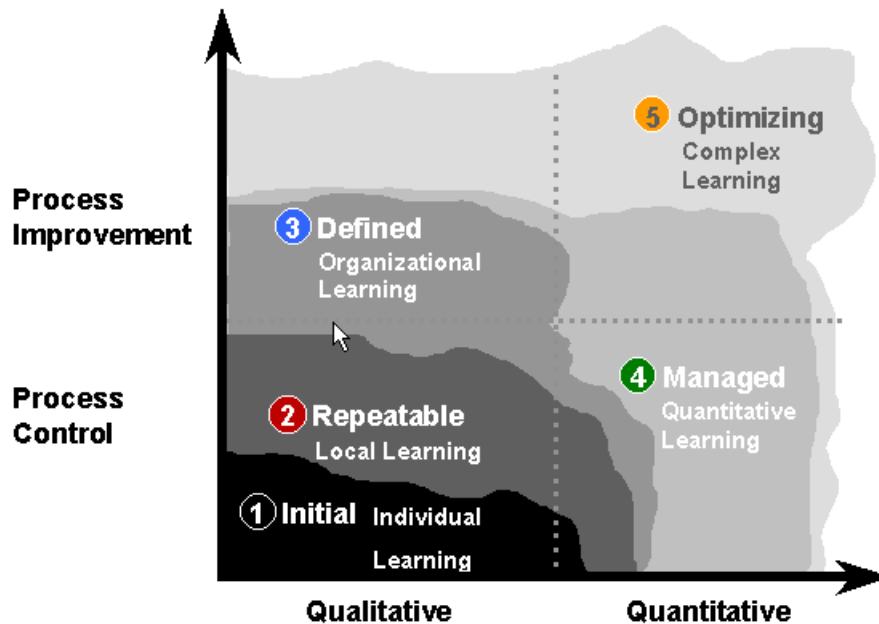 5 Optimizing
Complex
Learning
Process
Improvement
3 Defined
Organizational
Learning
4 Managed
Quantitative
Learning
Process
Control
2 Repeatable
Local Learning
1 Initial Individual
Learning
Qualitative
Quantitative